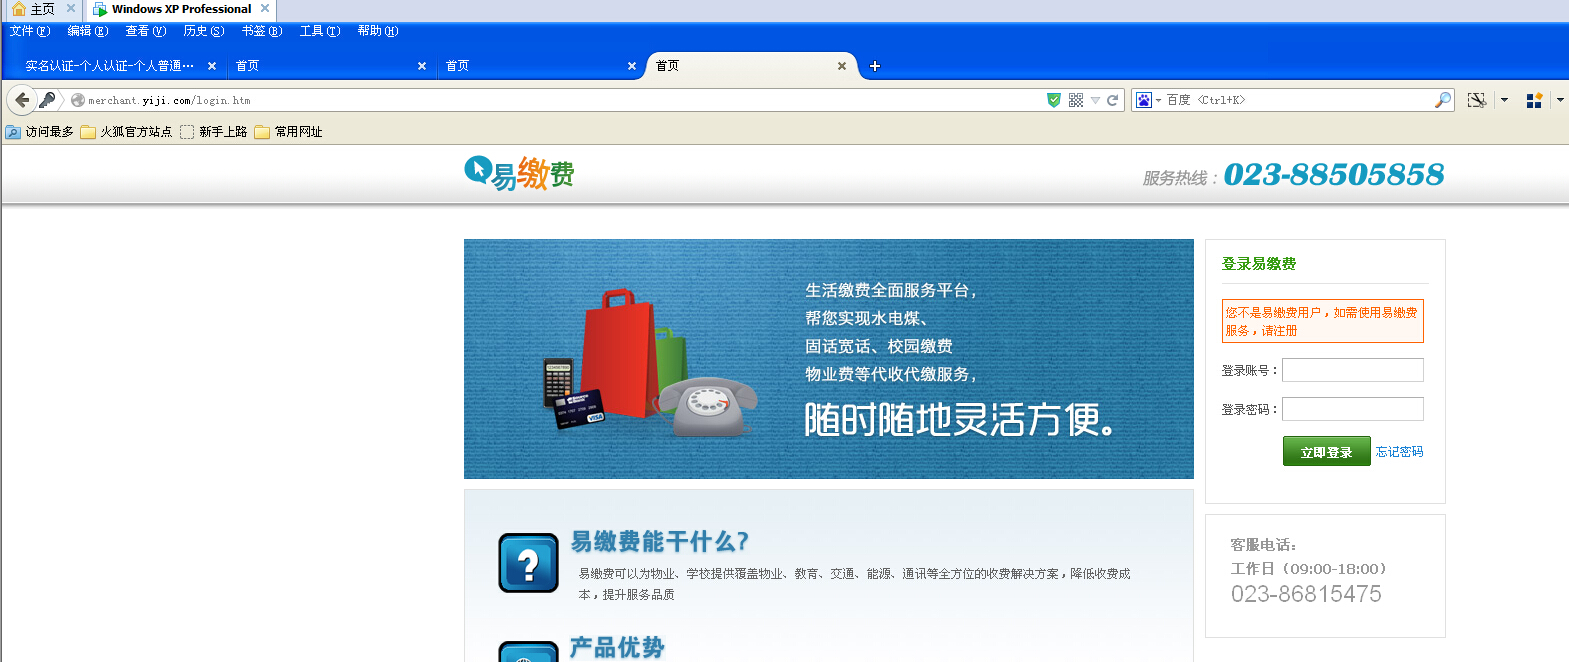 主页
Windows XP Professional
文件(F) 编辑(E) 查看(V) 历史(S) 书签(B) 工具(T) 帮助(H)
实名认证-个人认证-个人普通…
首页
首页
首页
merchant.yiji.com/login.htm
百度 <Ctrl+K>
访问最多 火狐官方站点 新手上路 常用网址
易缴费
服务热线：023-88505858
生活缴费全面服务平台，
帮您实现水电煤、
固话宽话、校园缴费
物业费等代收代缴服务，
随时随地灵活方便。
VISA
登录易缴费
您不是易缴费用户，如需使用易缴费
服务，请注册
登录账号：
登录密码：
立即登录 忘记密码
易缴费能干什么?
易缴费可以为物业、学校提供覆盖物业、教育、交通、能源、通讯等全方位的收费解决方案，降低收费成
本，提升服务品质
产品优势
客服电话：
工作日（09:00-18:00）
023-86815475